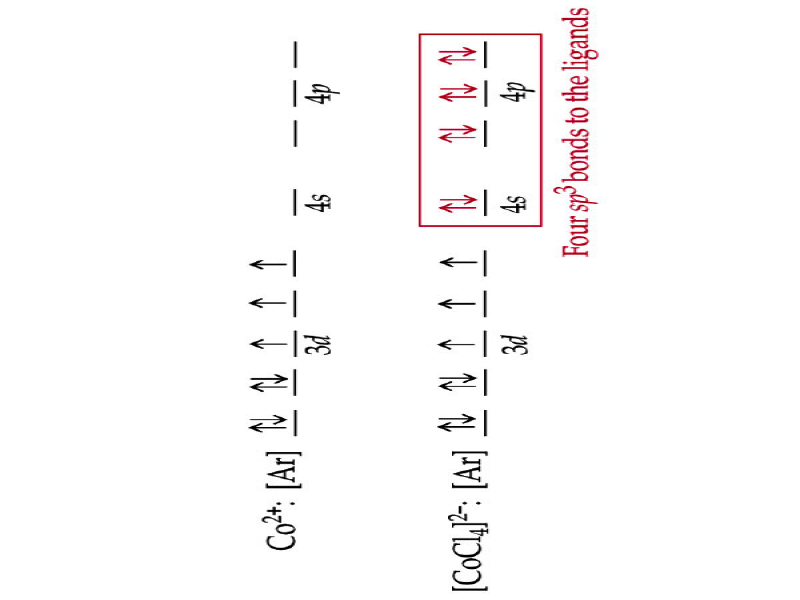 Co²⁺: [Ar]
3d 4s 4p
[CoCl₄]²⁻: [Ar]
3d 4s 4p
Four sp³ bonds to the ligands